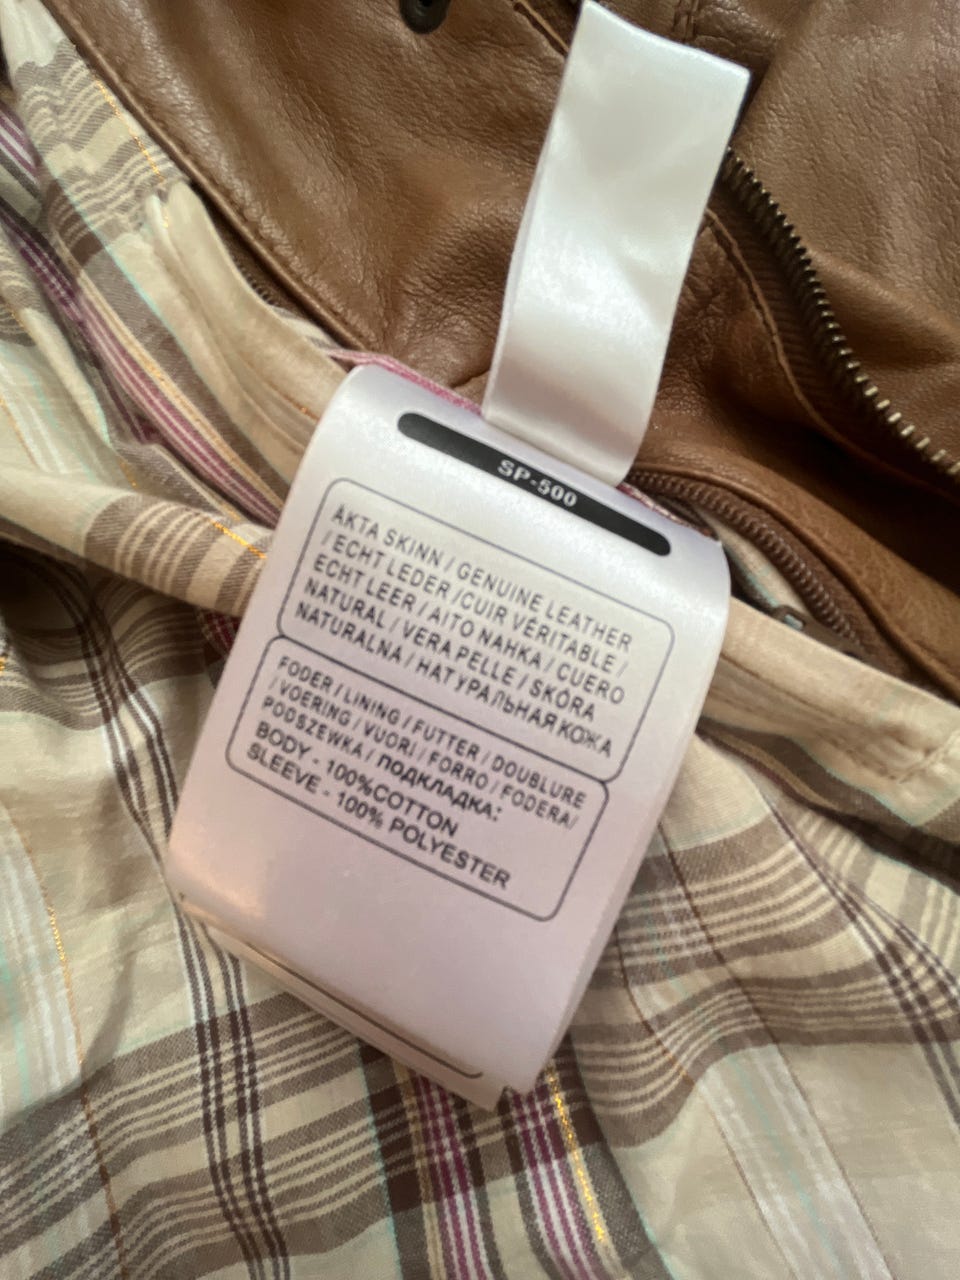 SP-500
ÄKTA SKINN / GENUINE LEATHER
/ ECHT LEDER /CUIR VÉRITABLE /
ECHT LEER / AITO NAHKA / CUERO
NATURAL / VERA PELLE / SKÓRA
NATURALNA / НАТУРАЛЬНАЯ КОЖА
FODER / LINING / FUTTER / DOUBLURE
/ VOERING / VUORI / FORRO / FODERA/
PODSZEWKA / ПОДКЛАДКА:
BODY - 100%COTTON
SLEEVE - 100% POLYESTER